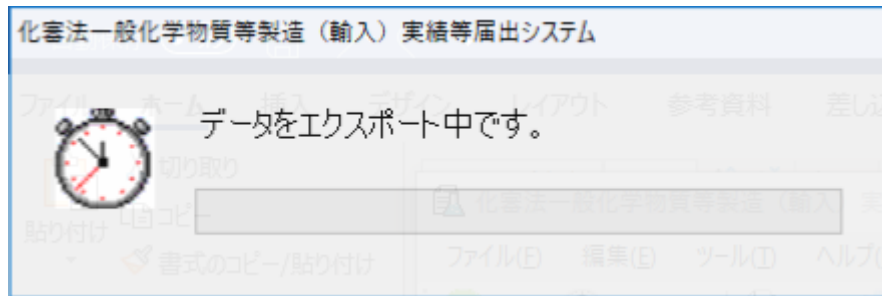 化審法一般化学物質等製造（輸入）実績等届出システム
ファイル ホーム 挿入 デザイン レイアウト 参考資料 差し込
データをエクスポート中です。
切り取り
コピー
貼り付け
書式のコピー/貼り付け
化審法一般化学物質等製造（輸入）実
ファイル(F) 編集(E) ツール(T) ヘルプ(